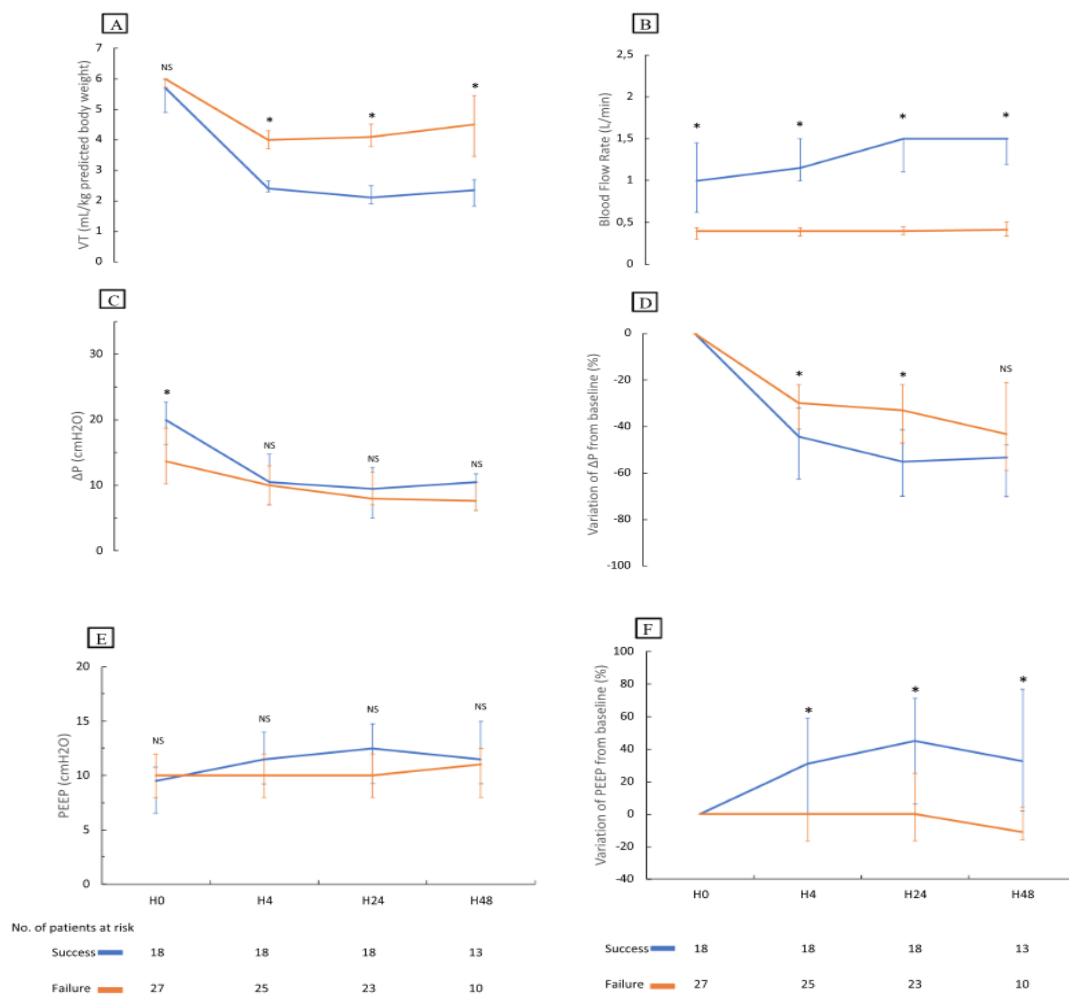 A
VT (mL/kg predicted body weight)
7
6
5
4
3
2
1
0
NS
*
*
*
B
Blood Flow Rate (L/min)
2,5
2
1,5
1
0,5
0
*
*
*
*
C
ΔP (cmH2O)
30
20
10
0
*
NS
NS
NS
D
Variation of ΔP from baseline (%)
0
-20
-40
-60
-80
-100
*
*
NS
E
PEEP (cmH2O)
20
15
10
5
0
NS
NS
NS
NS
H0 H4 H24 H48
F
Variation of PEEP from baseline (%)
100
80
60
40
20
0
-20
-40
*
*
*
H0 H4 H24 H48
No. of patients at risk
Success 18 18 18 13
Failure 27 25 23 10
Success 18 18 18 13
Failure 27 25 23 10